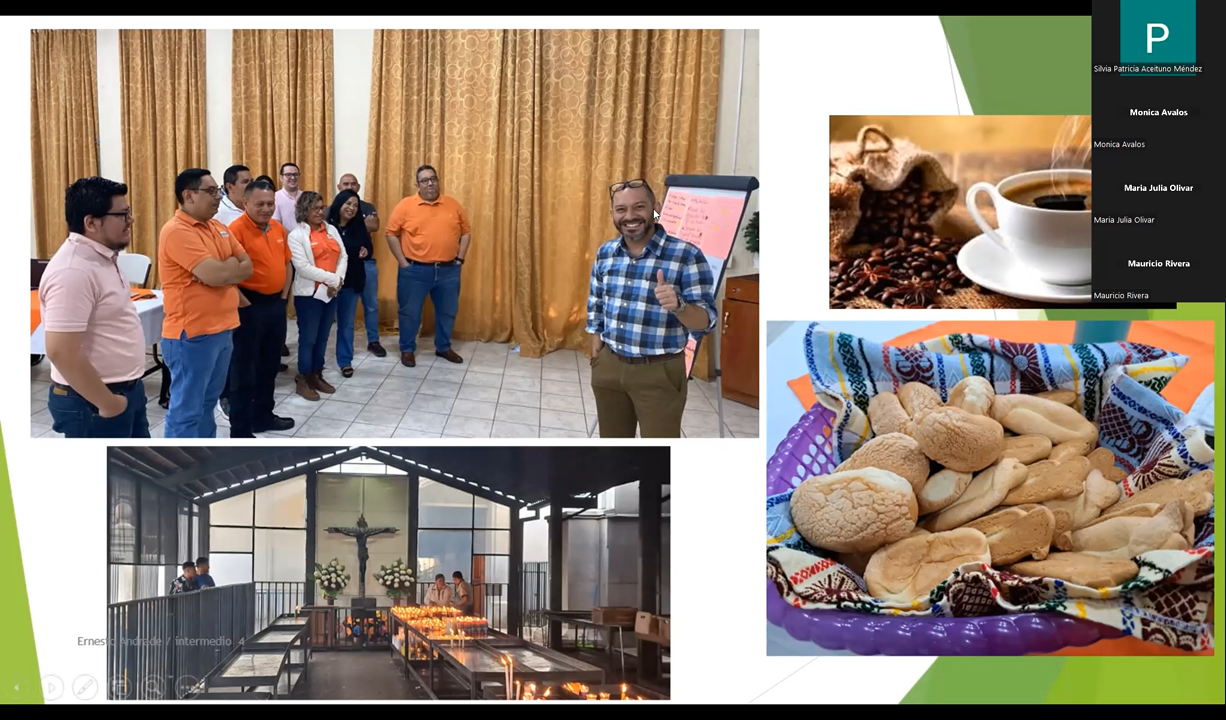 P
Silvia Patricia Aceituno Méndez
Monica Avalos
Monica Avalos
Maria Julia Olivar
Maria Julia Olivar
Mauricio Rivera
Mauricio Rivera
Ernesto Andrade / intermedio 4